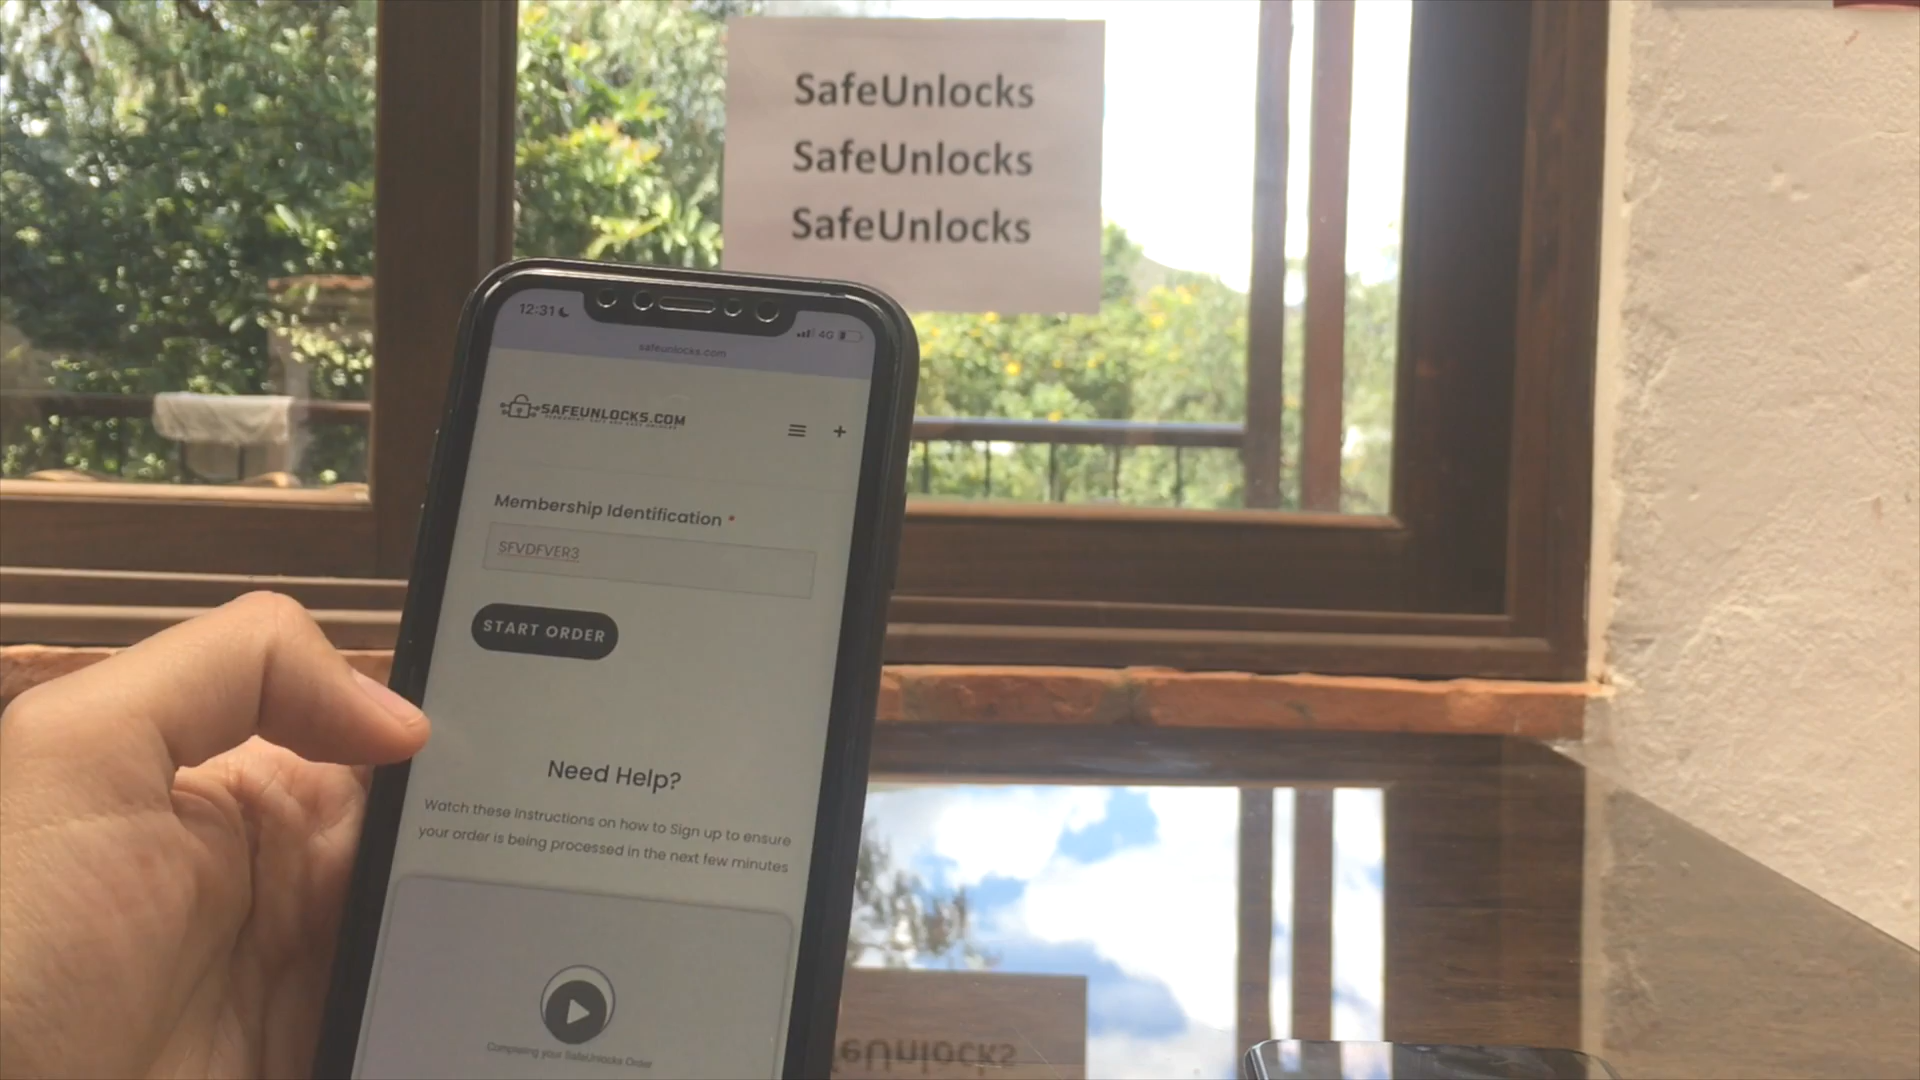 SafeUnlocks
SafeUnlocks
SafeUnlocks
12:31
4G
safeunlocks.com
SAFEUNLOCKS.COM
Membership Identification *
SFVDFVER3
START ORDER
Need Help?
Watch these Instructions on how to Sign up to ensure
your order is being processed in the next few minutes
Completing your SafeUnlocks Order
eUnlocks